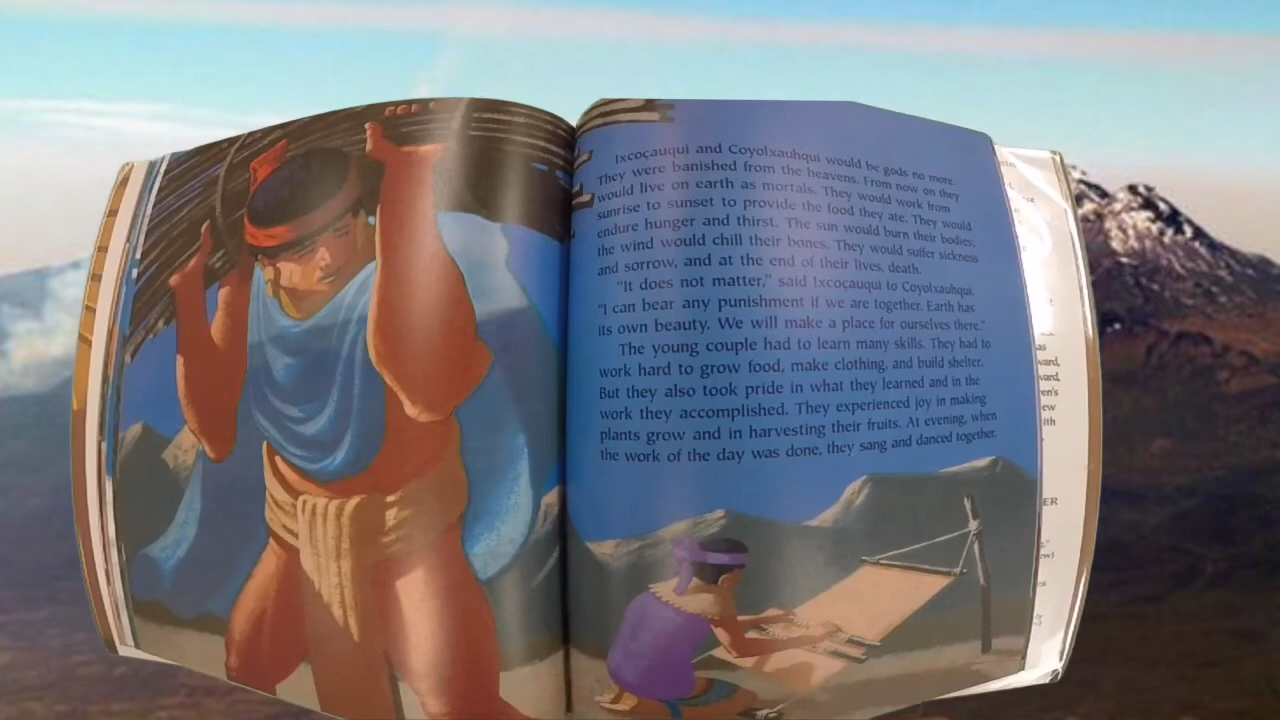 Ixcoçauqui and Coyolxauhqui would be gods no more.
They were banished from the heavens. From now on they
would live on earth as mortals. They would work from
sunrise to sunset to provide the food they ate. They would
endure hunger and thirst. The sun would burn their bodies;
the wind would chill their bones. They would suffer sickness
and sorrow, and at the end of their lives, death.
"It does not matter," said Ixcoçauqui to Coyolxauhqui.
"I can bear any punishment if we are together. Earth has
its own beauty. We will make a place for ourselves there."
The young couple had to learn many skills. They had to
work hard to grow food, make clothing, and build shelter.
But they also took pride in what they learned and in the
work they accomplished. They experienced joy in making
plants grow and in harvesting their fruits. At evening, when
the work of the day was done, they sang and danced together.
as
ward,
ward,
en's
ew
ith
ER